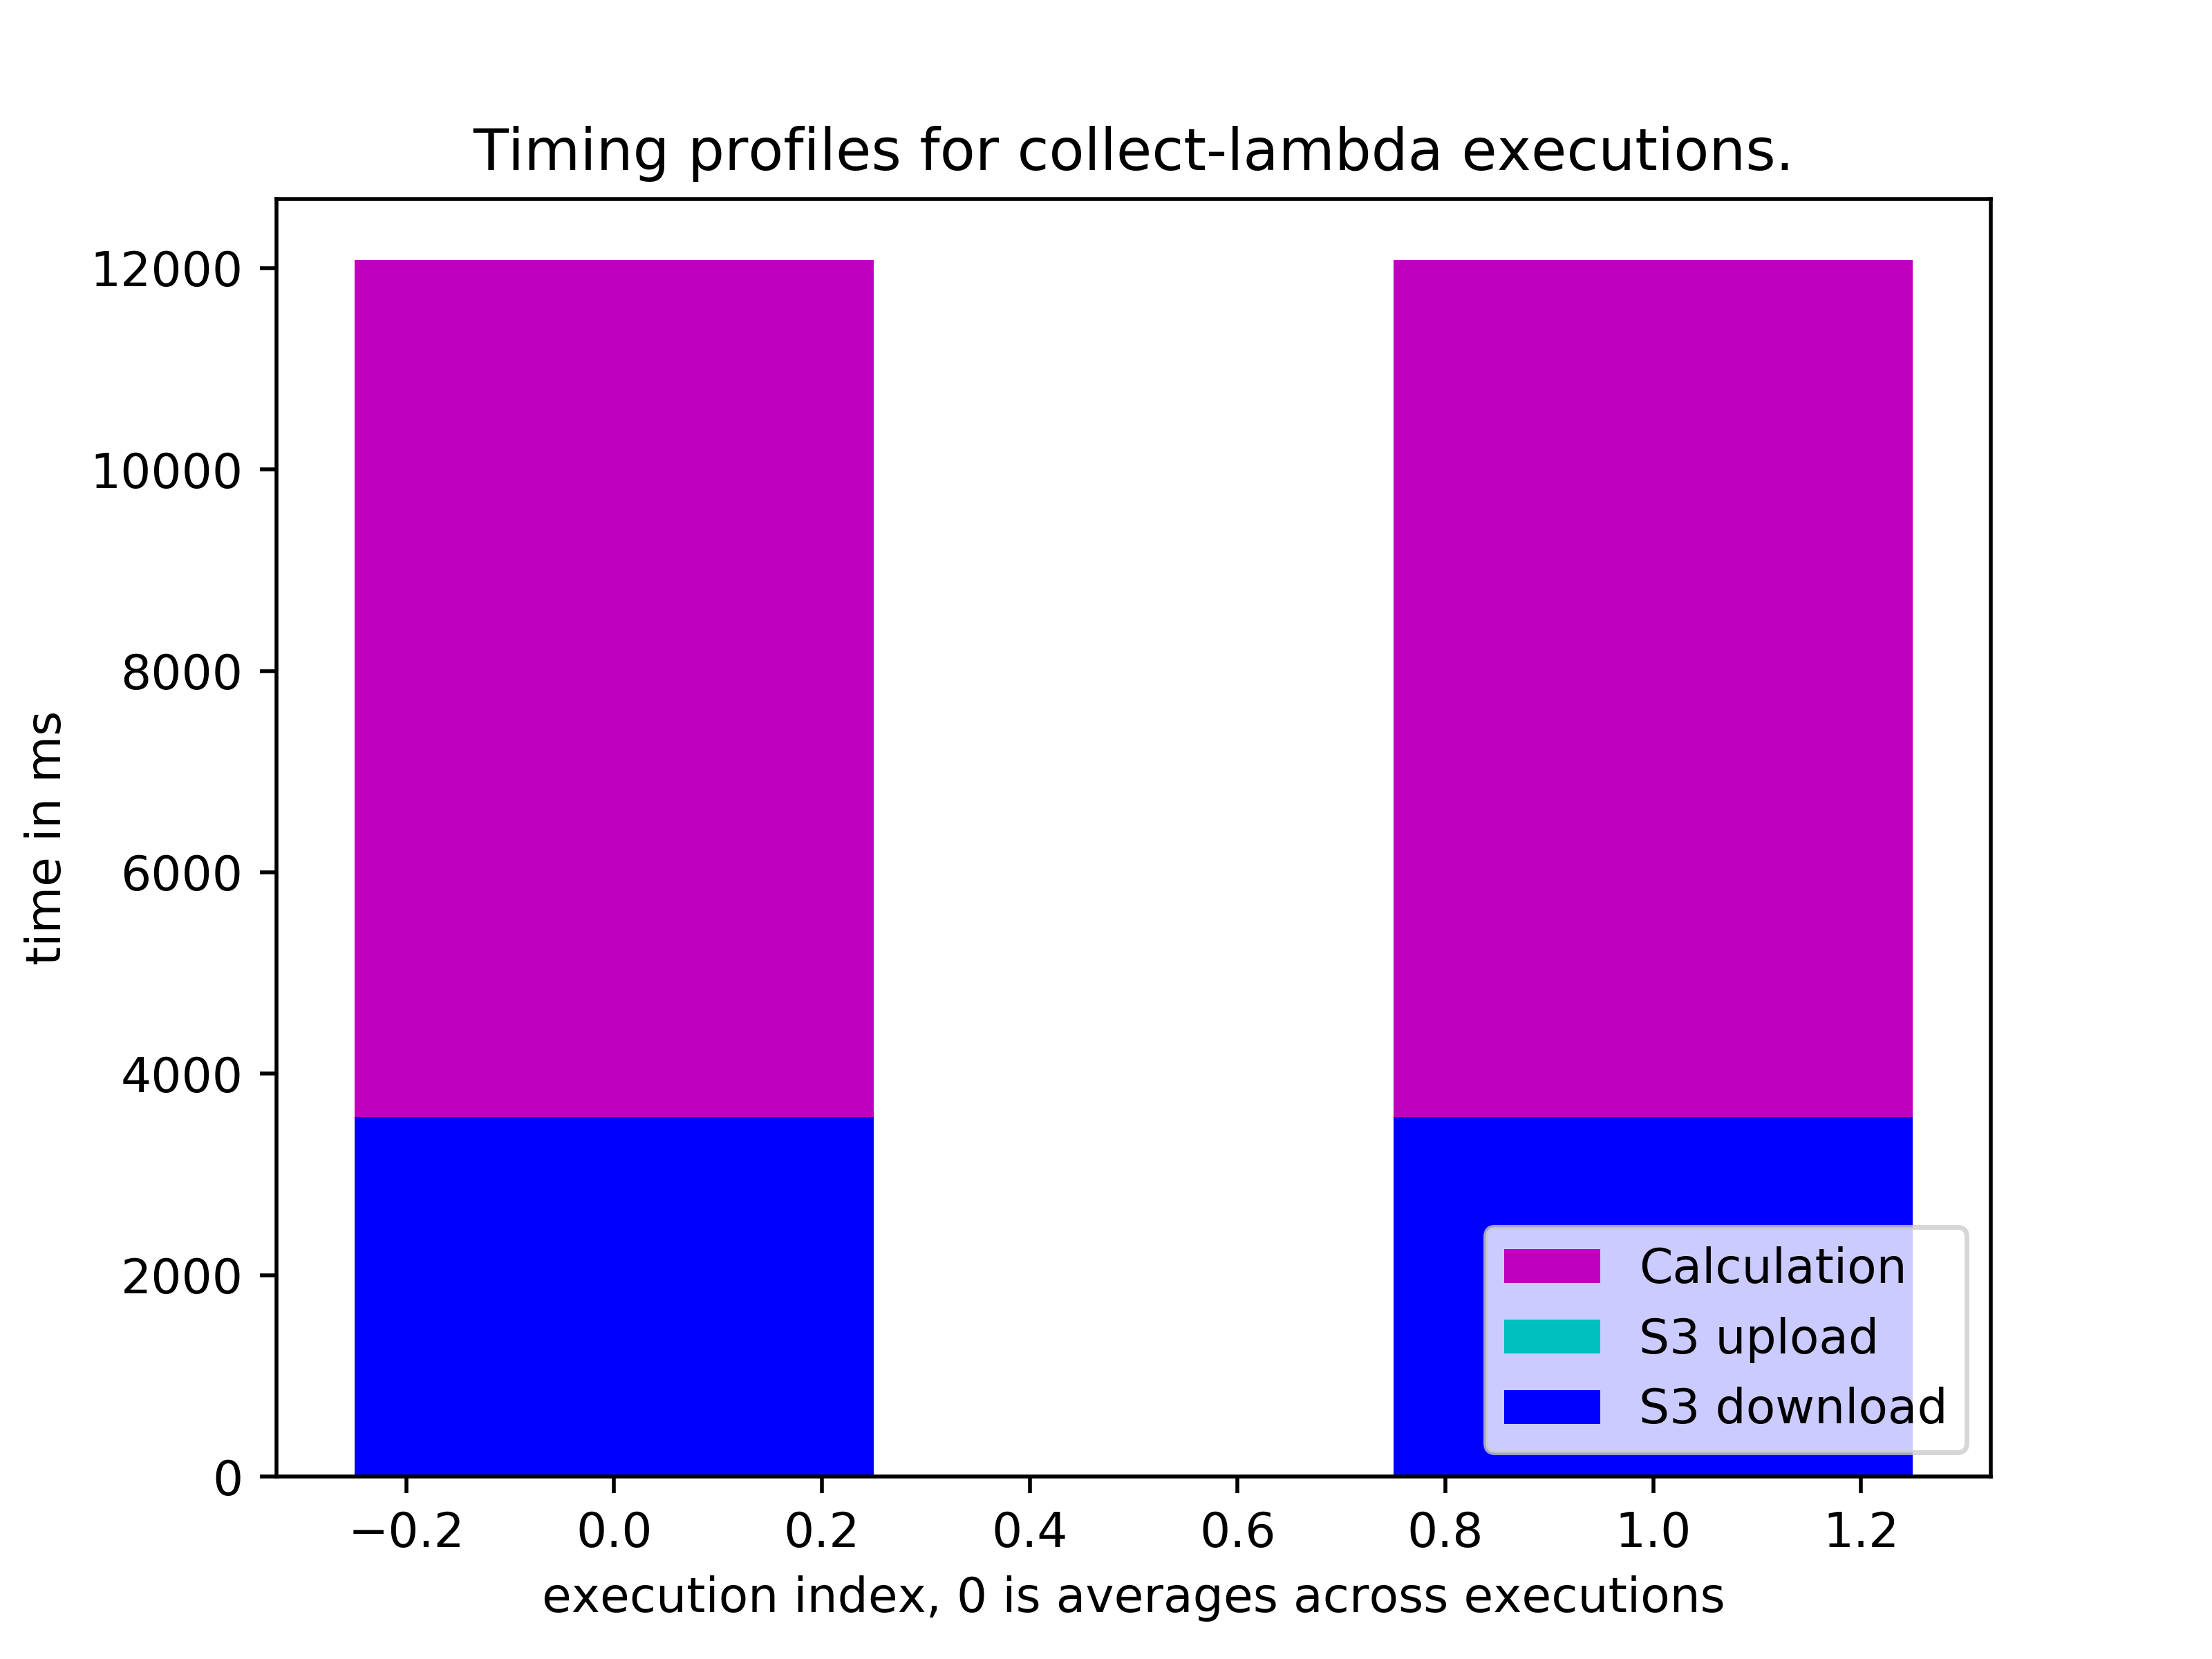 Timing profiles for collect-lambda executions.
12000
10000
8000
6000
4000
2000
0
time in ms
Calculation
S3 upload
S3 download
−0.2 0.0 0.2 0.4 0.6 0.8 1.0 1.2
execution index, 0 is averages across executions